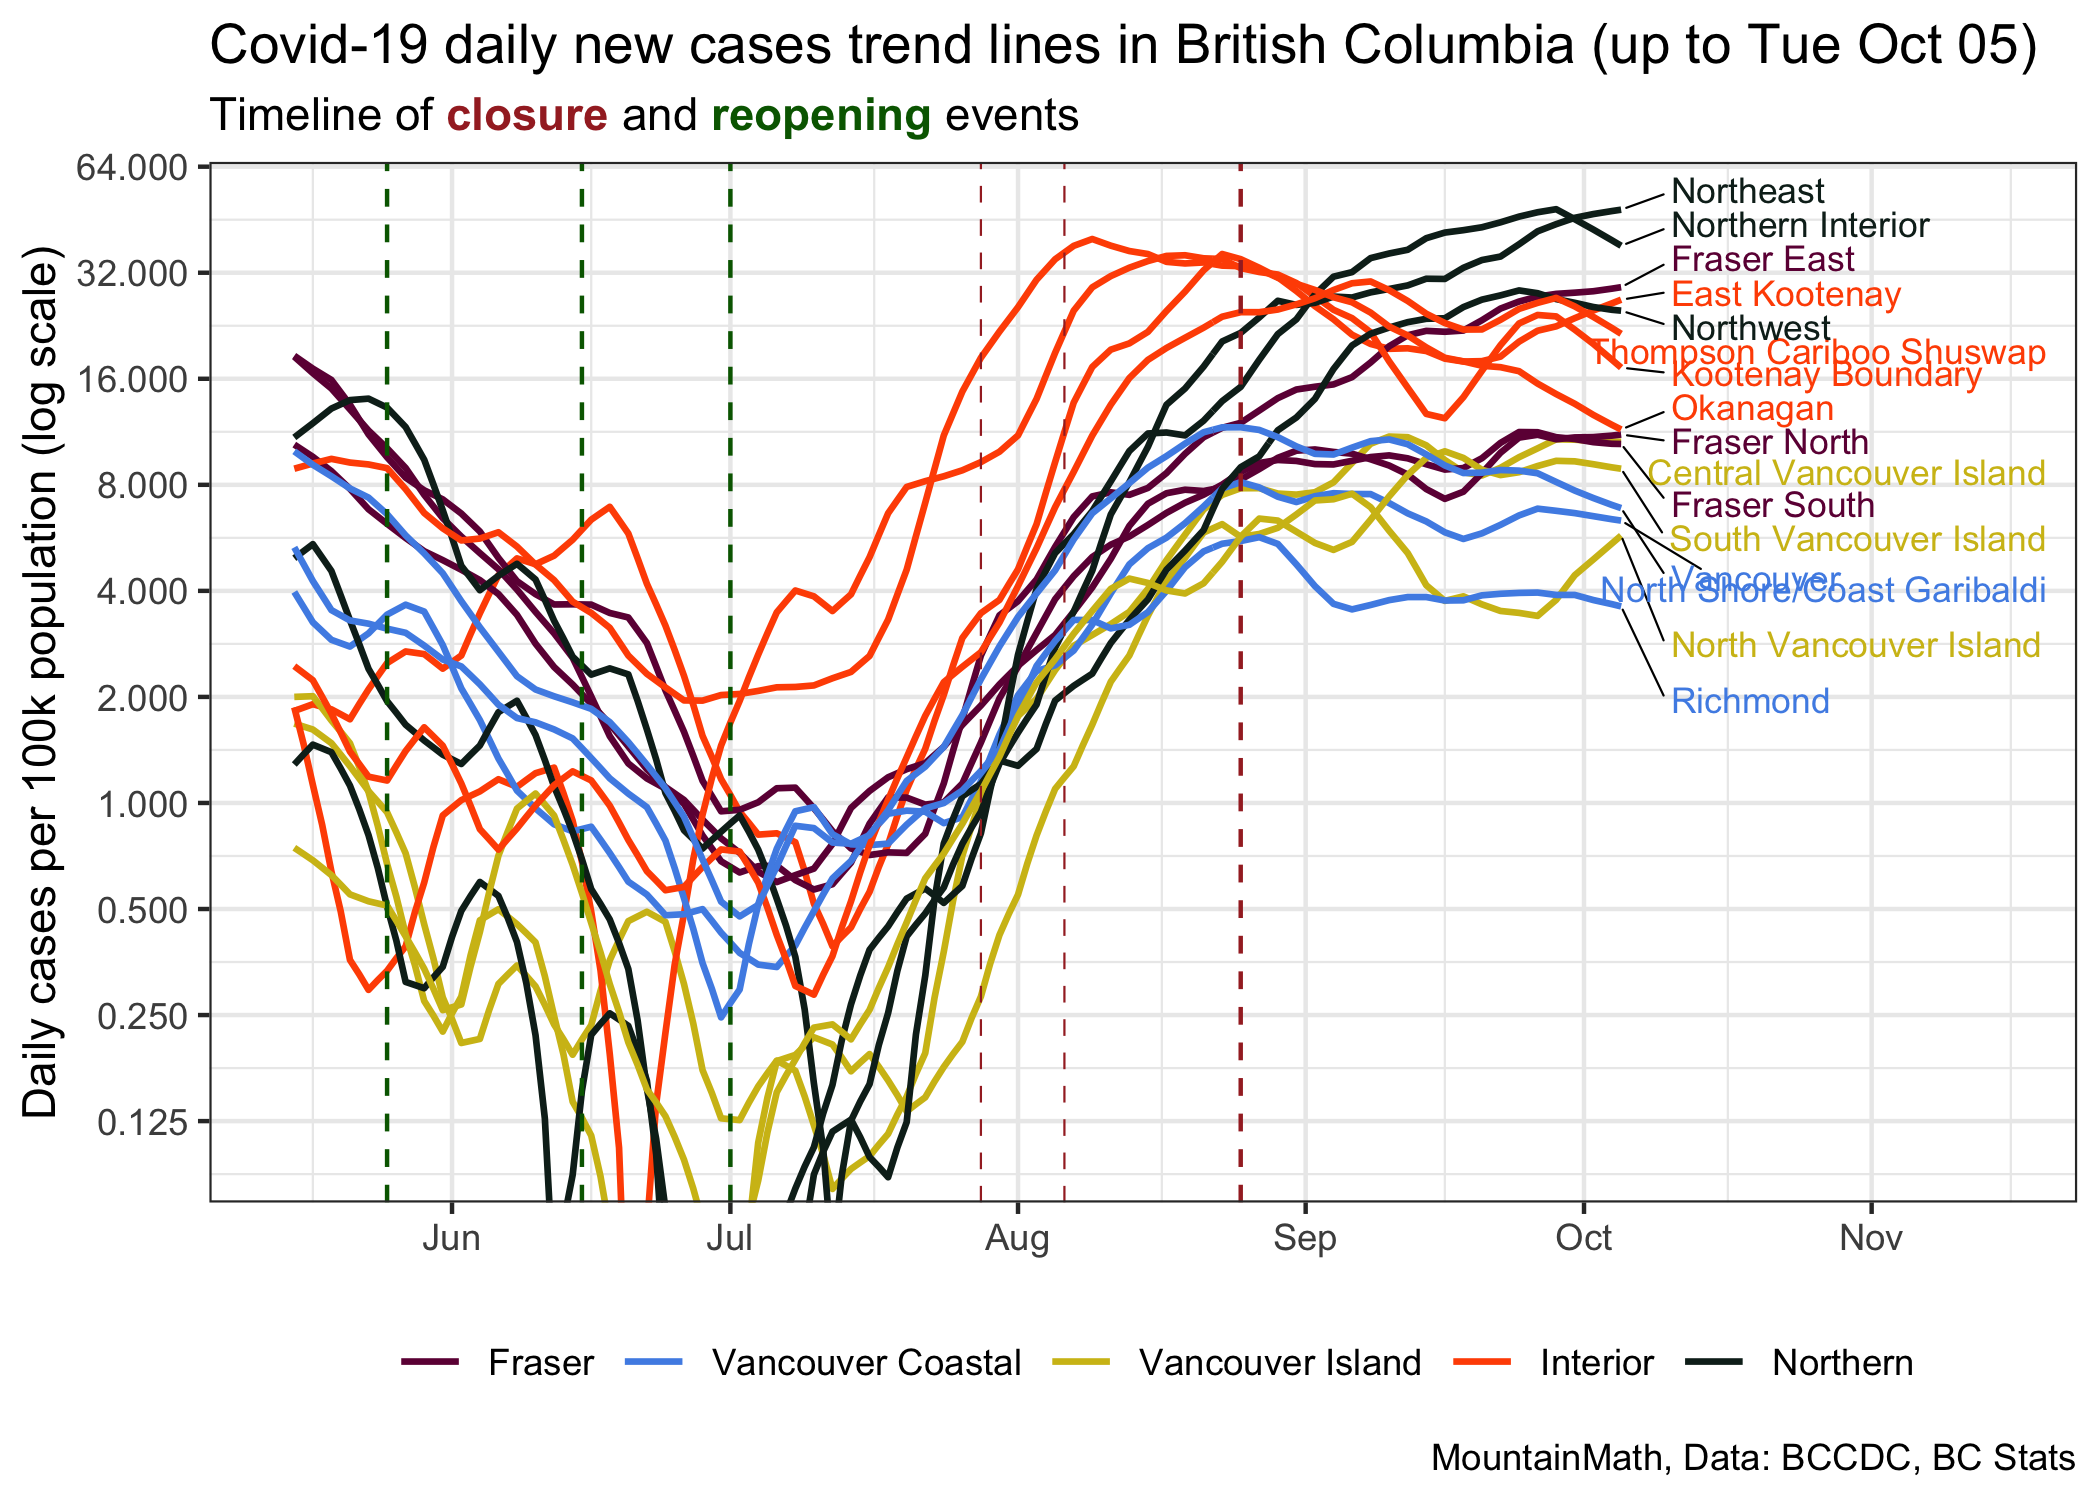 Covid-19 daily new cases trend lines in British Columbia (up to Tue Oct 05)
Timeline of closure and reopening events
Daily cases per 100k population (log scale)
64.000
32.000
16.000
8.000
4.000
2.000
1.000
0.500
0.250
0.125
Northeast
Northern Interior
Fraser East
East Kootenay
Northwest
Thompson Cariboo Shuswap
Kootenay Boundary
Okanagan
Fraser North
Central Vancouver Island
Fraser South
South Vancouver Island
Vancouver
North Shore/Coast Garibaldi
North Vancouver Island
Richmond
Jun Jul Aug Sep Oct Nov
Fraser Vancouver Coastal Vancouver Island Interior Northern
MountainMath, Data: BCCDC, BC Stats